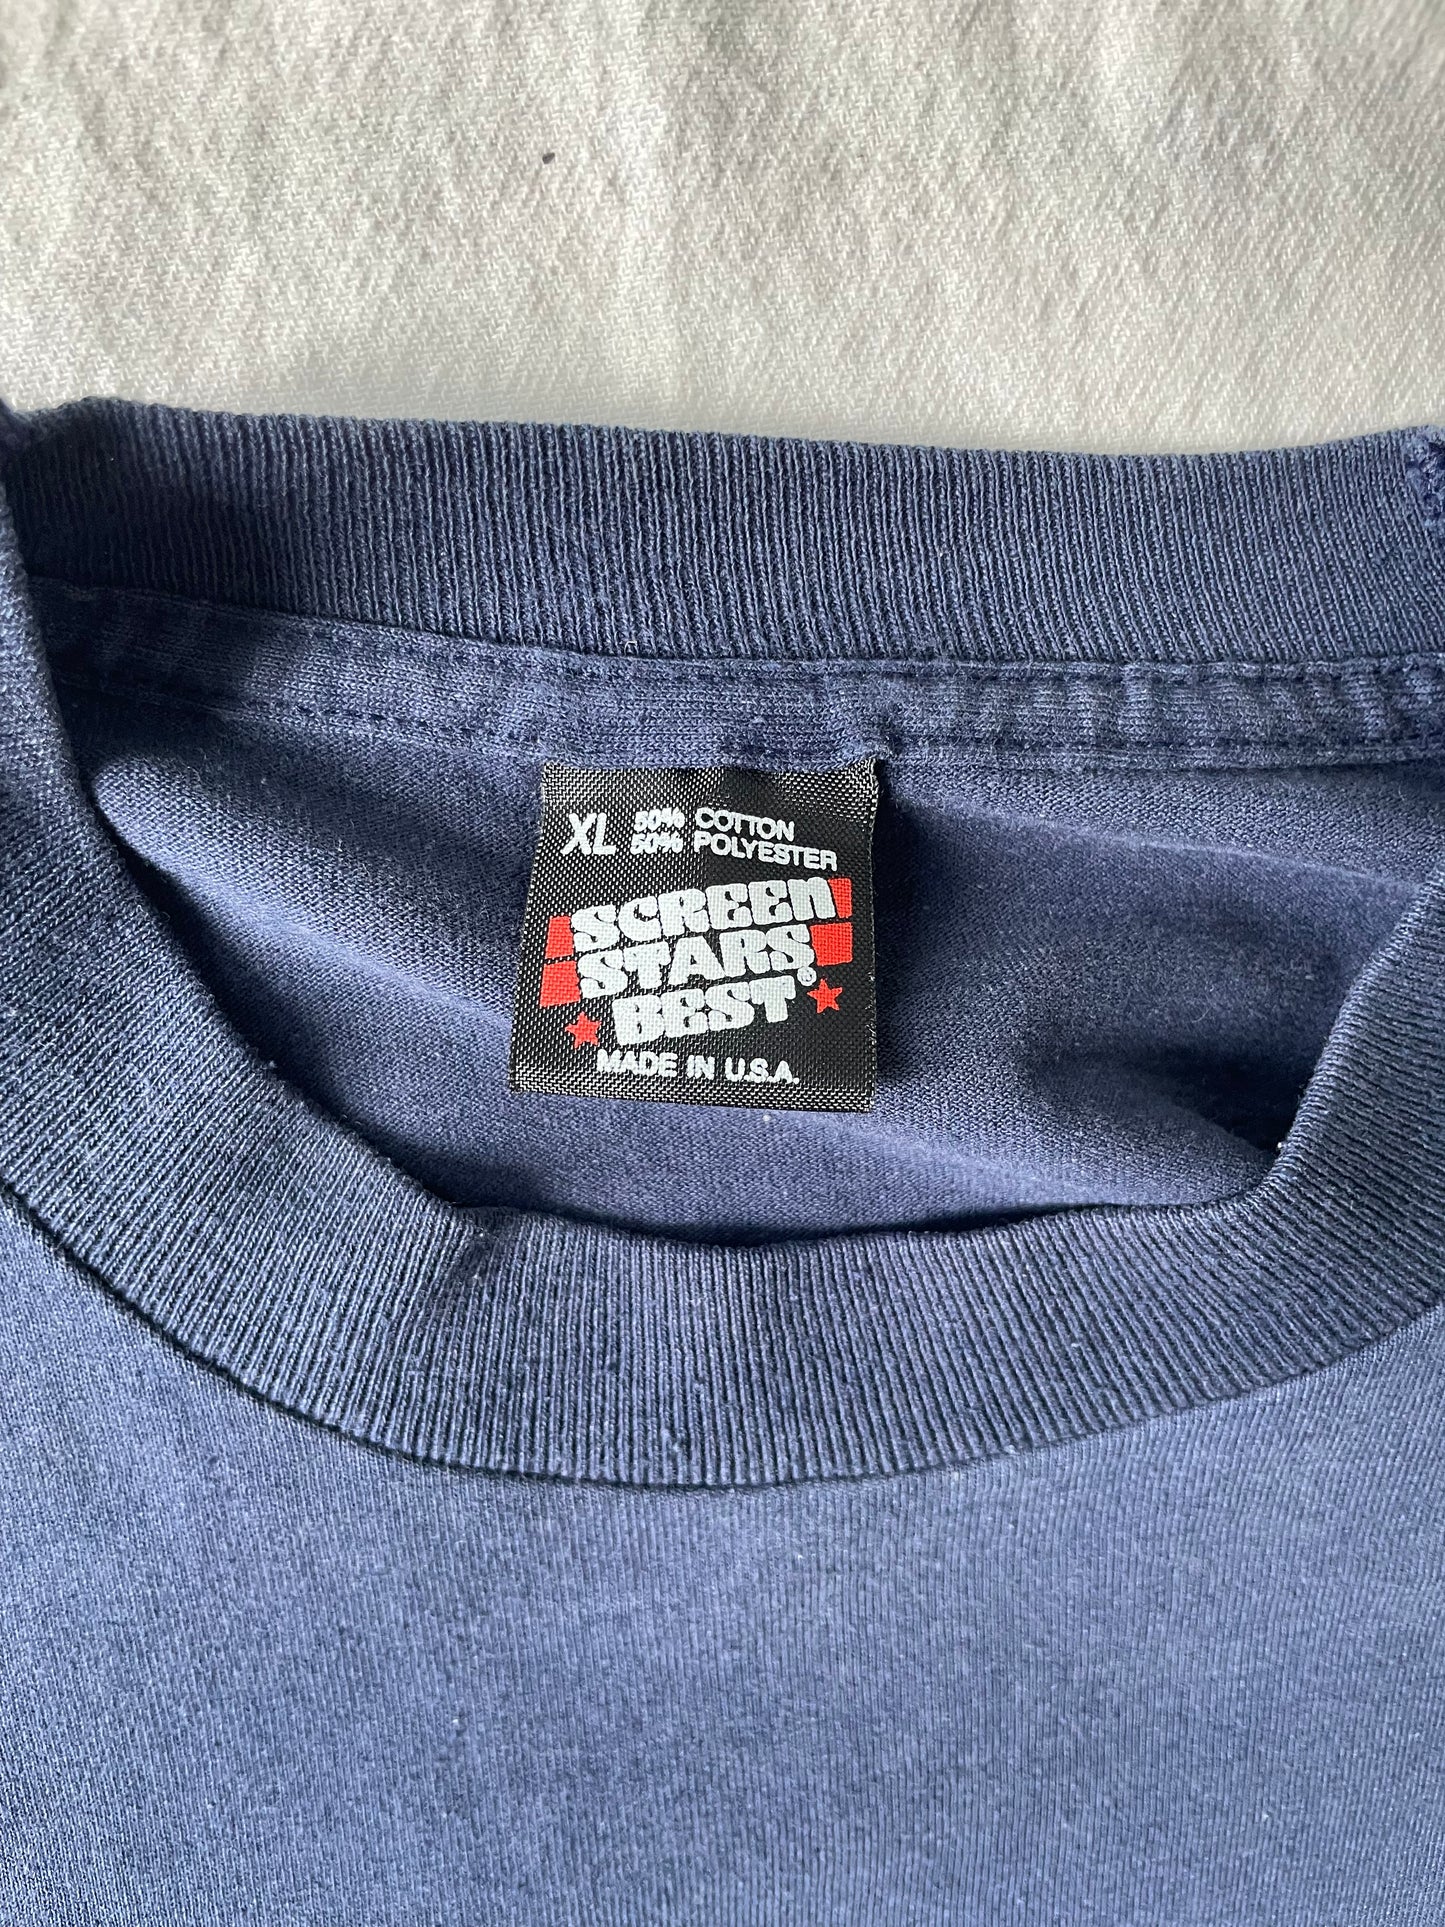 XL 50% COTTON
50% POLYESTER
SCREEN
STARS
BEST®
MADE IN U.S.A.